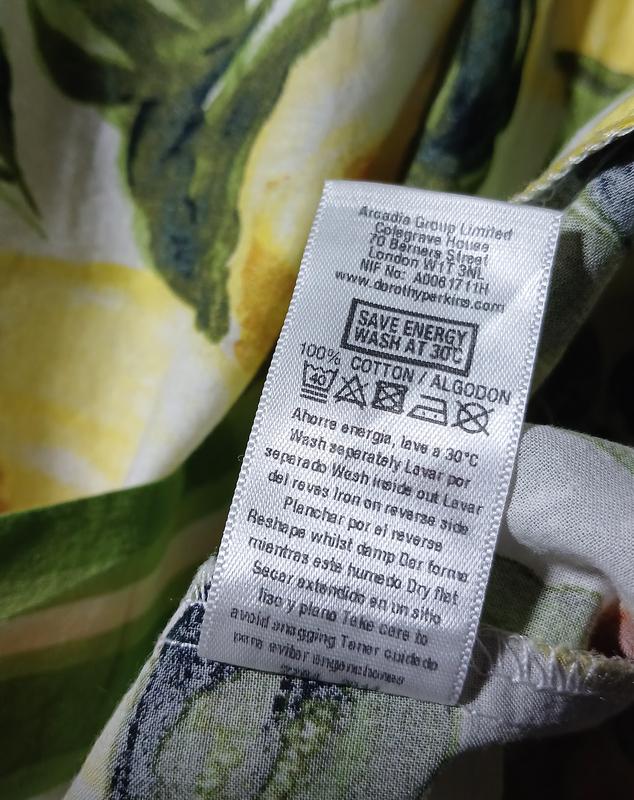 Arcadia Group Limited
Colegrave House
70 Berners Street
London W1T 3NL
NIF No: A0081711H
www.dorothyperkins.com
SAVE ENERGY
WASH AT 30°C
100% COTTON / ALGODON
40
Ahorre energia, lave a 30°C
Wash separately Lavar por
separado Wash inside out Lavar
del reves Iron on reverse side
Planchar por el reverse
Reshape whilst damp Dar forma
mientras este humedo Dry flat
Secar extendido en un sitio
liso y plano Take care to
avoid snagging Tener cuidado
para evitar enganchones